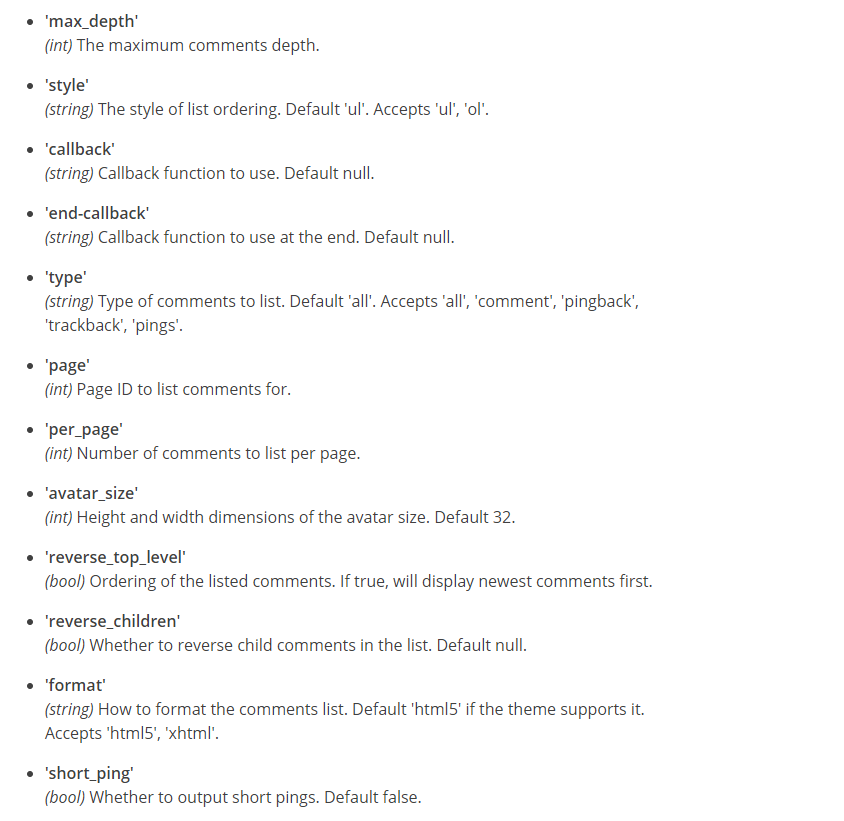 'max_depth'
(int) The maximum comments depth.
'style'
(string) The style of list ordering. Default 'ul'. Accepts 'ul', 'ol'.
'callback'
(string) Callback function to use. Default null.
'end-callback'
(string) Callback function to use at the end. Default null.
'type'
(string) Type of comments to list. Default 'all'. Accepts 'all', 'comment', 'pingback',
'trackback', 'pings'.
'page'
(int) Page ID to list comments for.
'per_page'
(int) Number of comments to list per page.
'avatar_size'
(int) Height and width dimensions of the avatar size. Default 32.
'reverse_top_level'
(bool) Ordering of the listed comments. If true, will display newest comments first.
'reverse_children'
(bool) Whether to reverse child comments in the list. Default null.
'format'
(string) How to format the comments list. Default 'html5' if the theme supports it.
Accepts 'html5', 'xhtml'.
'short_ping'
(bool) Whether to output short pings. Default false.